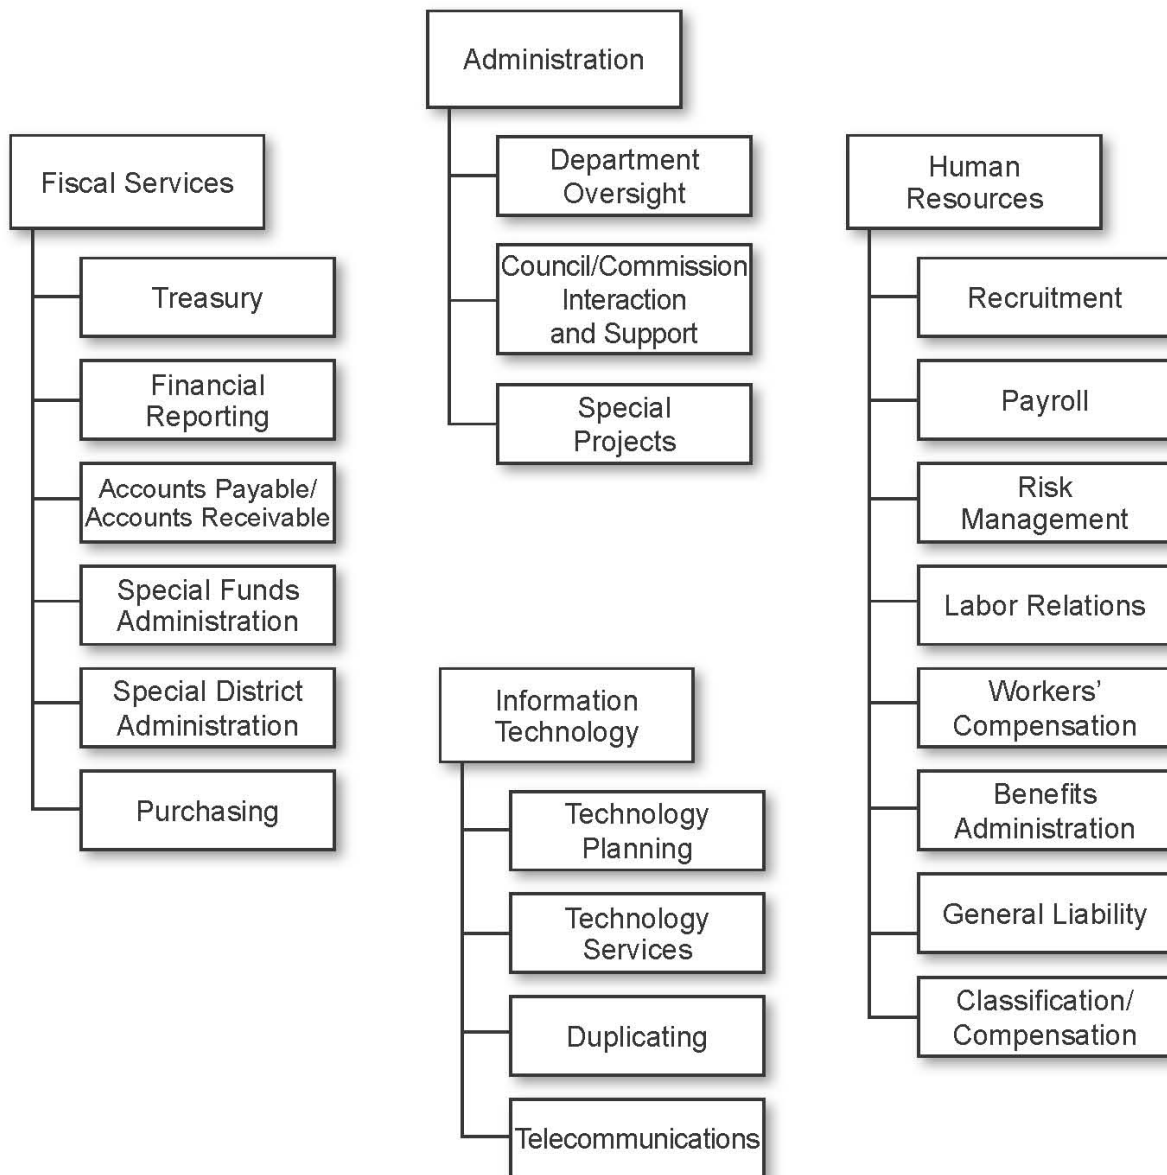 Administration
Department
Oversight
Council/Commission
Interaction
and Support
Special
Projects
Fiscal Services
Treasury
Financial
Reporting
Accounts Payable/
Accounts Receivable
Special Funds
Administration
Special District
Administration
Purchasing
Information
Technology
Technology
Planning
Technology
Services
Duplicating
Telecommunications
Human
Resources
Recruitment
Payroll
Risk
Management
Labor Relations
Workers’
Compensation
Benefits
Administration
General Liability
Classification/
Compensation